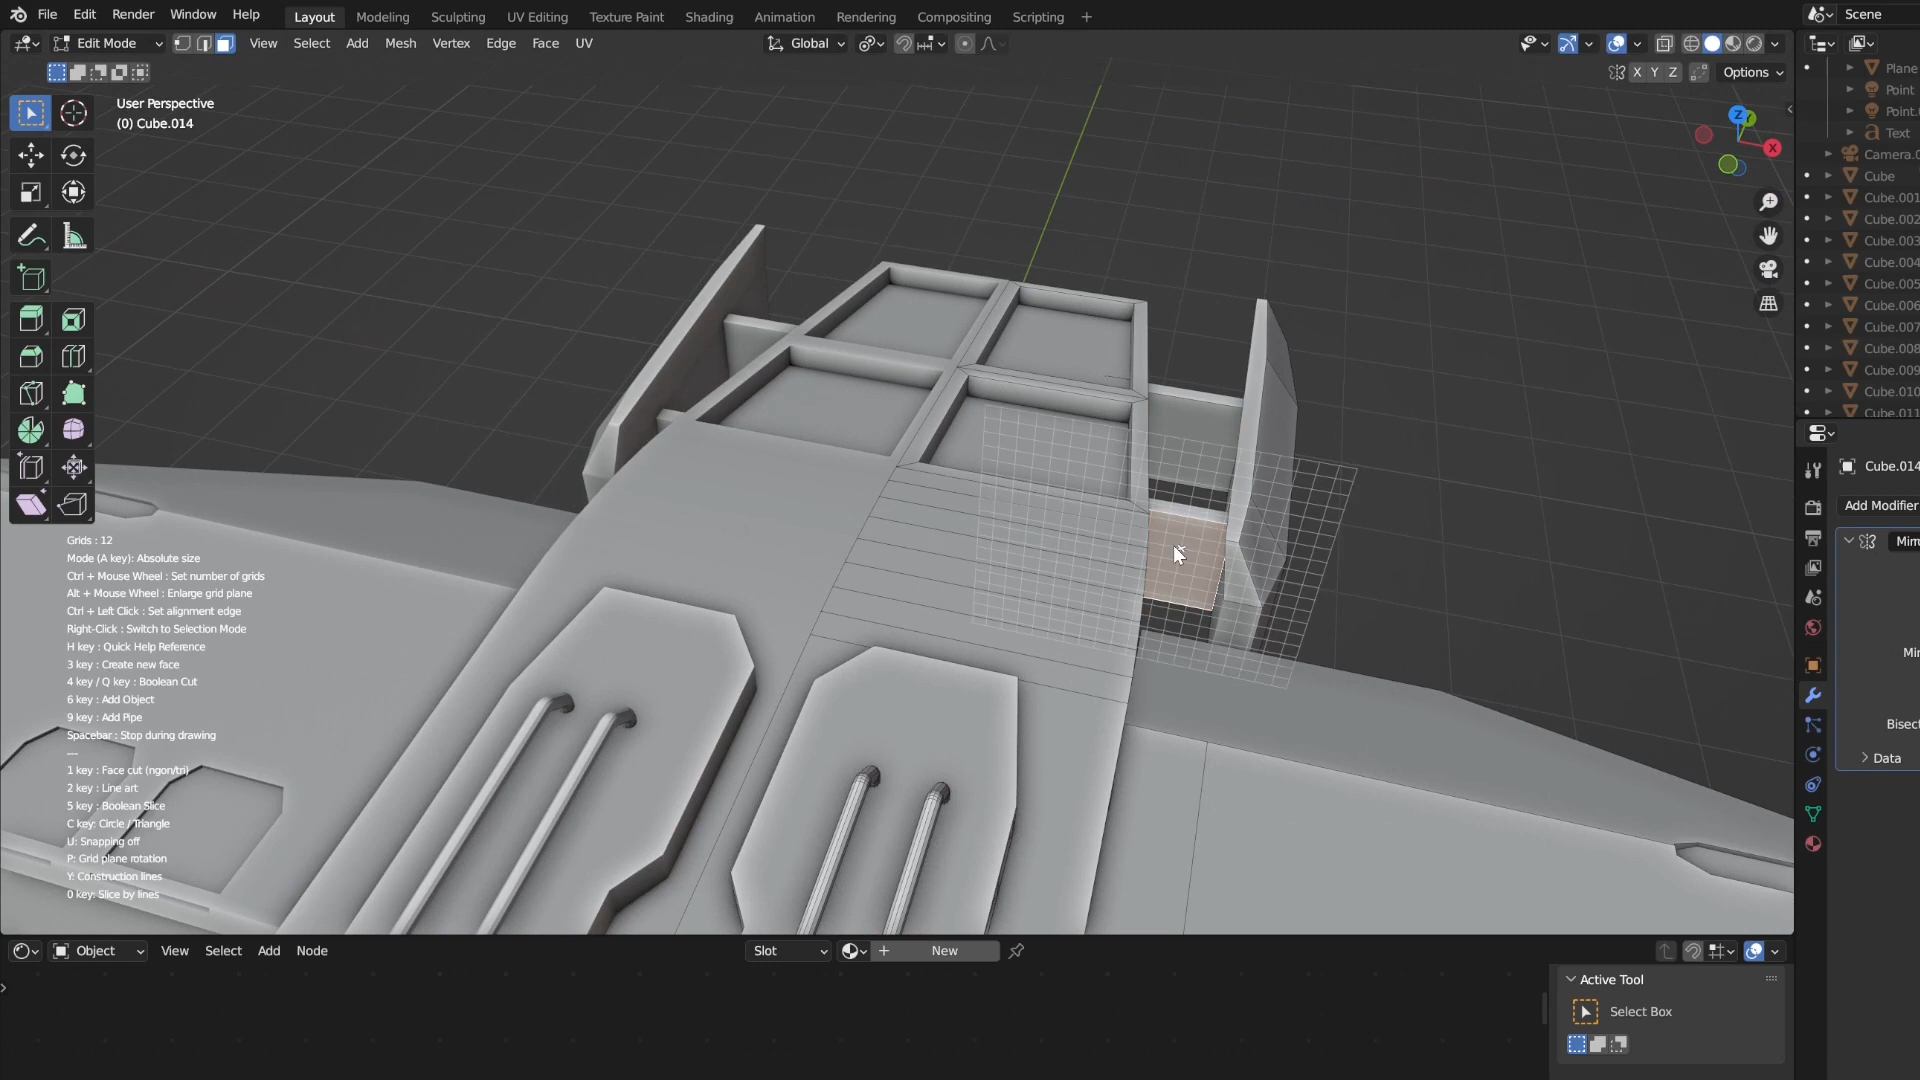 File Edit Render Window Help Layout Modeling Sculpting UV Editing Texture Paint Shading Animation Rendering Compositing Scripting + Scene
Edit Mode View Select Add Mesh Vertex Edge Face UV Global
X Y Z Options
User Perspective
(0) Cube.014
Z
Y
X
Plane
Point
Point.
Text
Camera.0
Cube
Cube.001
Cube.002
Cube.003
Cube.004
Cube.005
Cube.006
Cube.007
Cube.008
Cube.009
Cube.010
Cube.011
Cube.014
Add Modifier
Mirr
Bisect
Data
Grids : 12
Mode (A key): Absolute size
Ctrl + Mouse Wheel : Set number of grids
Alt + Mouse Wheel : Enlarge grid plane
Ctrl + Left Click : Set alignment edge
Right-Click : Switch to Selection Mode
H key : Quick Help Reference
3 key : Create new face
4 key / Q key : Boolean Cut
6 key : Add Object
9 key : Add Pipe
Spacebar : Stop during drawing
---
1 key : Face cut (ngon/tri)
2 key : Line art
5 key : Boolean Slice
C key: Circle / Triangle
U: Snapping off
P: Grid plane rotation
Y: Construction lines
0 key: Slice by lines
Object View Select Add Node Slot + New
Active Tool
Select Box